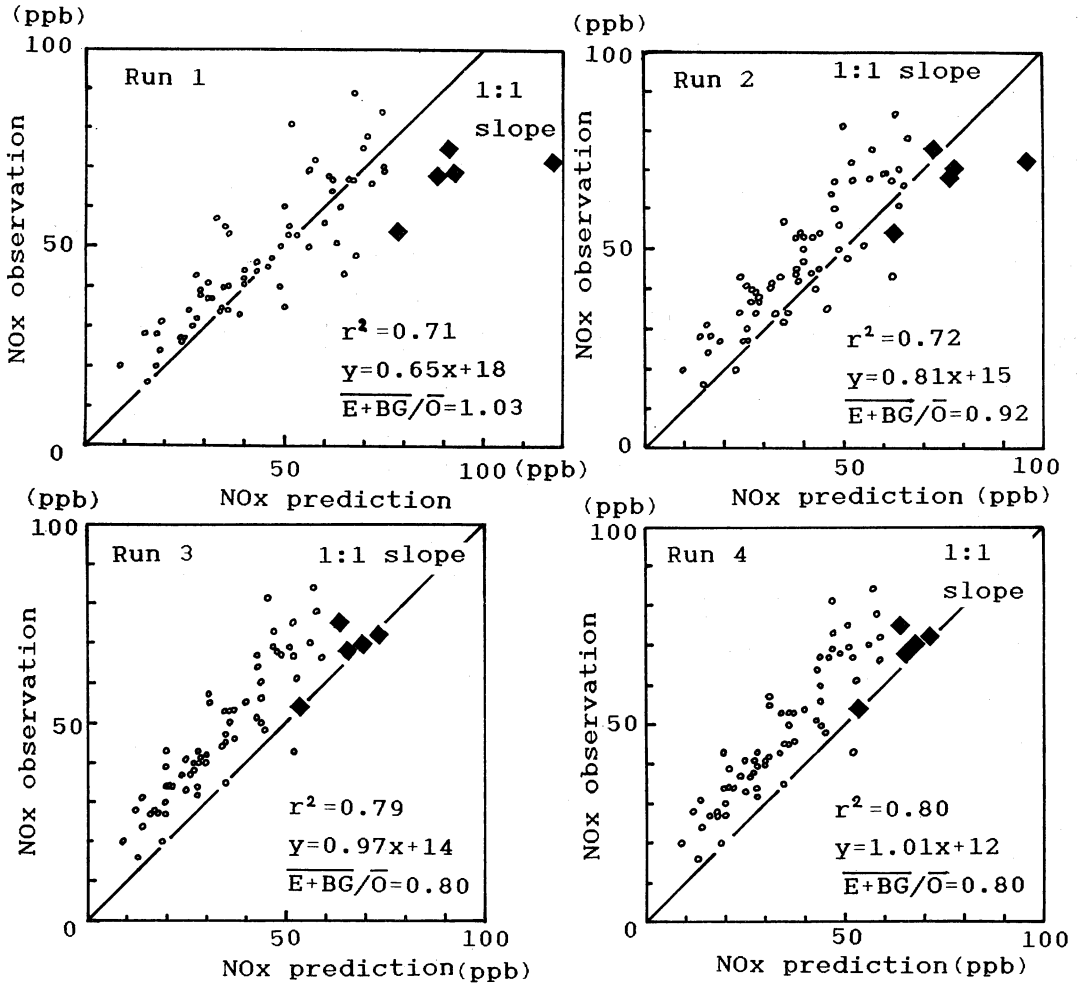 (ppb)
100
Run 1
1:1
slope
NOx observation
50
r² =0.71
y=0.65x+18
E+BG/O=1.03
0
50
100 (ppb)
NOx prediction
(ppb)
100
Run 2
1:1 slope
NOx observation
50
r² =0.72
y=0.81x+15
E+BG/O=0.92
0
50
100
NOx prediction (ppb)
(ppb)
100
Run 3
1:1 slope
NOx observation
50
r² =0.79
y=0.97x+14
E+BG/O=0.80
0
50
100
NOx prediction(ppb)
(ppb)
100
Run 4
1:1
slope
NOx observation
50
r² =0.80
y=1.01x+12
E+BG/O=0.80
0
50
100
NOx prediction(ppb)